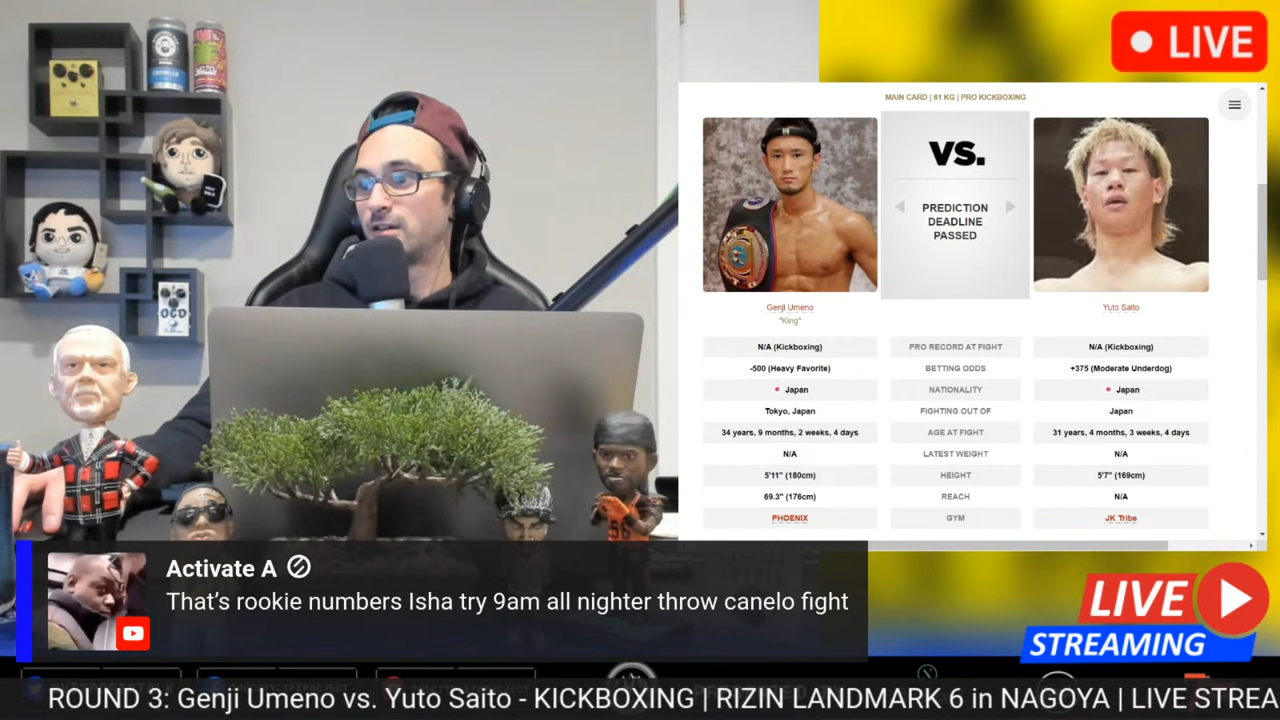 LIVE
MAIN CARD | 61 KG | PRO KICKBOXING
VS.
PREDICTION
DEADLINE
PASSED
Genji Umeno
"King"
Yuto Saito
N/A (Kickboxing) PRO RECORD AT FIGHT N/A (Kickboxing)
-500 (Heavy Favorite) BETTING ODDS +375 (Moderate Underdog)
Japan NATIONALITY Japan
Tokyo, Japan FIGHTING OUT OF Japan
34 years, 9 months, 2 weeks, 4 days AGE AT FIGHT 31 years, 4 months, 3 weeks, 4 days
N/A LATEST WEIGHT N/A
5'11" (180cm) HEIGHT 5'7" (169cm)
69.3" (176cm) REACH N/A
PHOENIX GYM JK Tribe
CROWLER
OCD
Activate A
That's rookie numbers Isha try 9am all nighter throw canelo fight
LIVE
STREAMING
ROUND 3: Genji Umeno vs. Yuto Saito - KICKBOXING | RIZIN LANDMARK 6 in NAGOYA | LIVE STREA